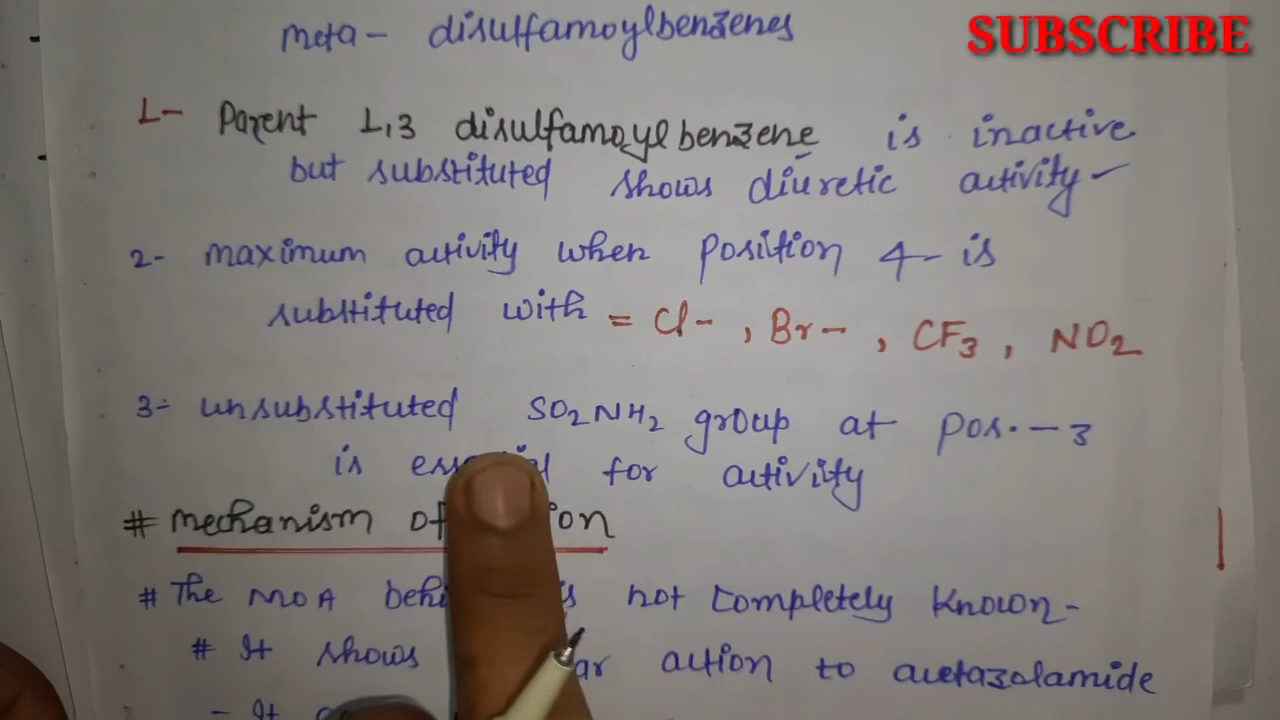 meta - disulfamoylbenzenes
SUBSCRIBE
1- Parent 1,3 disulfamoylbenzene is inactive
but substituted shows diuretic activity -
2- maximum activity when position 4- is
substituted with = Cl- , Br- , CF3 , NO2
3- unsubstituted SO2NH2 group at pos. - 3
is for activity
# mechanism of
# The MOA not completely known -
# It shows action to acetazolamide
- It